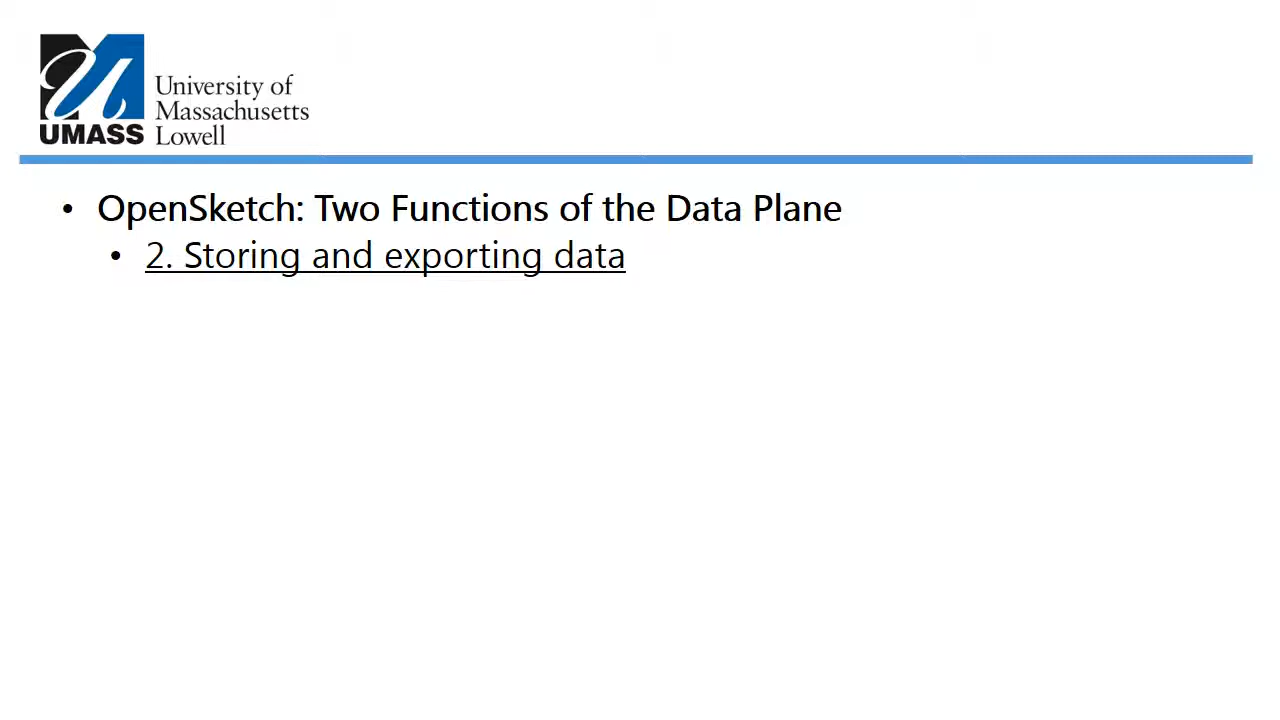 University of
Massachusetts
Lowell
UMASS
• OpenSketch: Two Functions of the Data Plane
• 2. Storing and exporting data